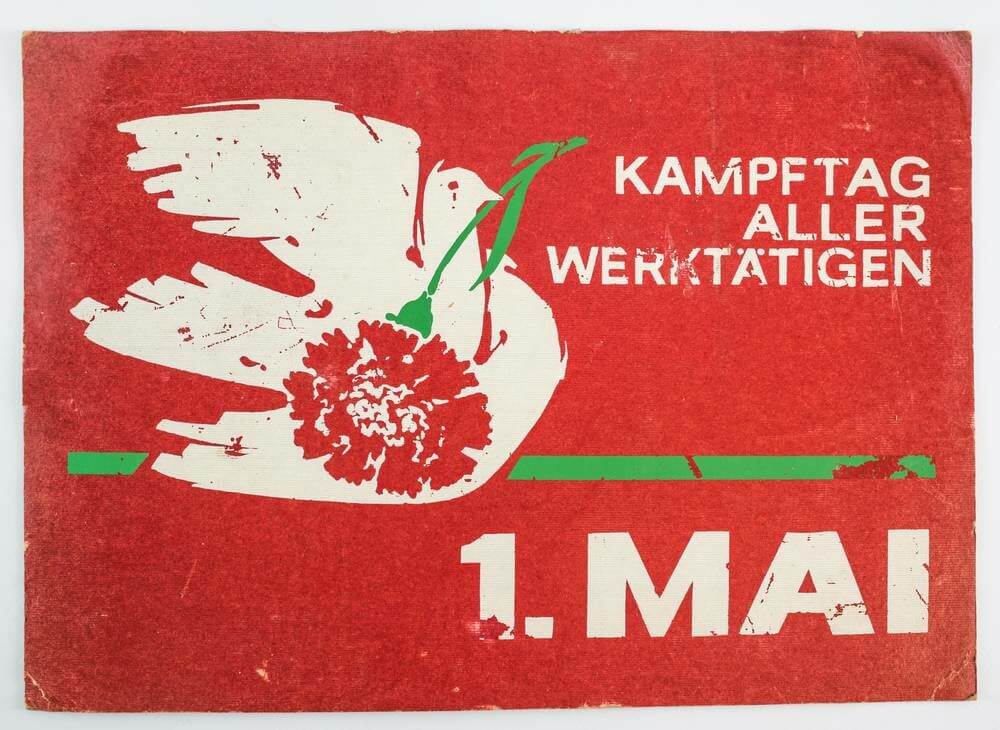 KAMPFTAG
ALLER
WERKTÄTIGEN
1. MAI